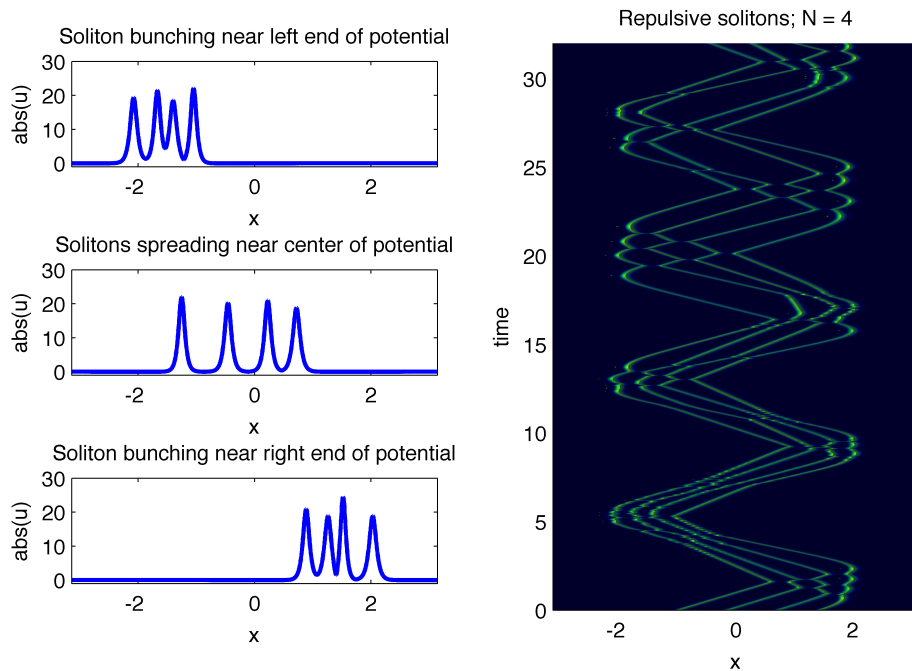 Soliton bunching near left end of potential
30
20
10
0
abs(u)
-2 0 2
x
Solitons spreading near center of potential
30
20
10
0
abs(u)
-2 0 2
x
Soliton bunching near right end of potential
30
20
10
0
abs(u)
-2 0 2
x
Repulsive solitons; N = 4
30
25
20
15
10
5
0
time
-2 0 2
x